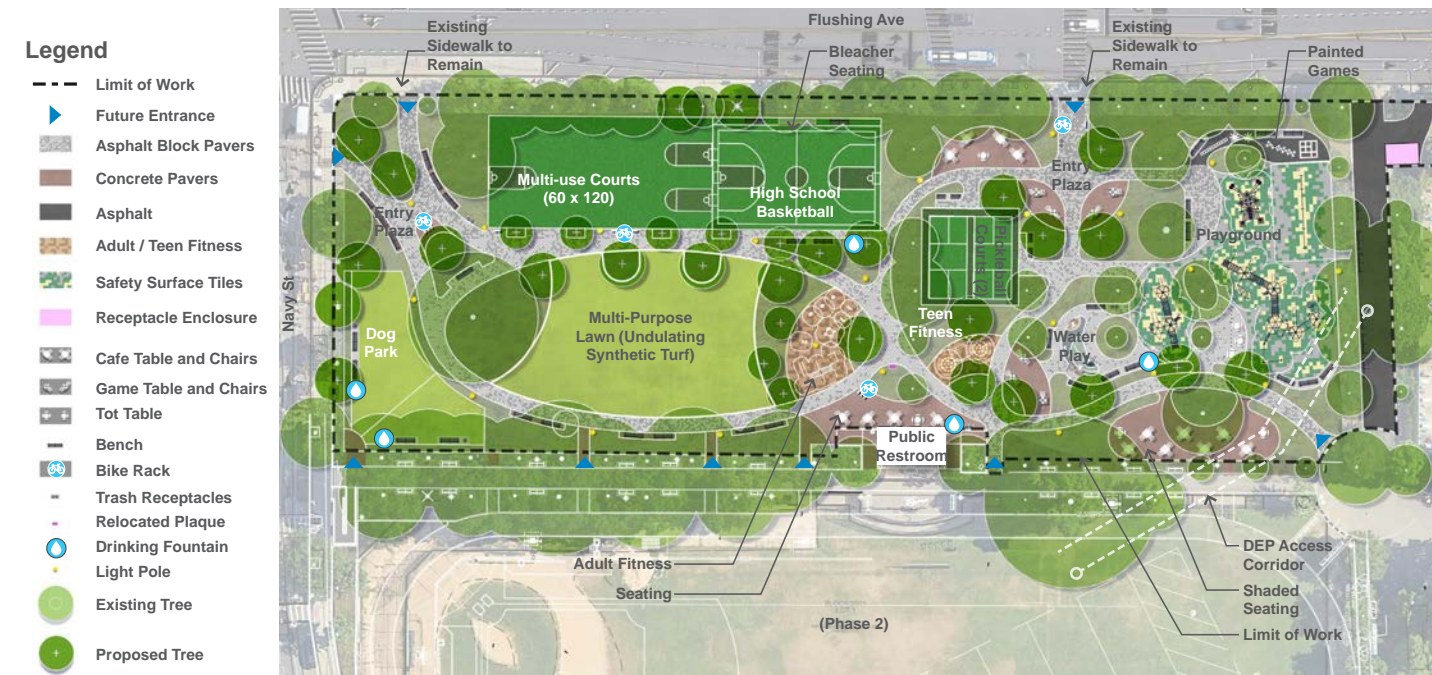 Legend
Limit of Work
Future Entrance
Asphalt Block Pavers
Concrete Pavers
Asphalt
Adult / Teen Fitness
Safety Surface Tiles
Receptacle Enclosure
Cafe Table and Chairs
Game Table and Chairs
Tot Table
Bench
Bike Rack
Trash Receptacles
Relocated Plaque
Drinking Fountain
Light Pole
Existing Tree
Proposed Tree
Flushing Ave
Existing
Sidewalk to
Remain
Bleacher
Seating
Existing
Sidewalk to
Remain
Painted
Games
Multi-use Courts
(60 x 120)
High School
Basketball
Entry
Plaza
Entry
Plaza
Playground
Pickleball
Courts (2)
Navy St
Dog
Park
Multi-Purpose
Lawn (Undulating
Synthetic Turf)
Teen
Fitness
Water
Play
Public
Restroom
Adult Fitness
Seating
DEP Access
Corridor
Shaded
Seating
Limit of Work
(Phase 2)